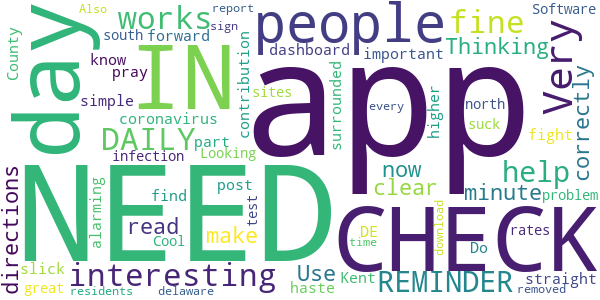 Also
report
Software
County
day
works
IN
people
fine
south
forward
sign
dashboard
important
Thinking
know
pray
contribution
simple
coronavirus
sites
app
Very
DAILY
part
surrounded
higher
every
north
suck
fight
correctly
infection
Looking
NEED
CHECK
now
help
directions
alarming
find
post
test
clear
minute
problem
read
make
Cool
DE
time
download
Do
rates
slick
interesting
Use
Kent
REMINDER
straight
great
residents
delaware
haste
removed